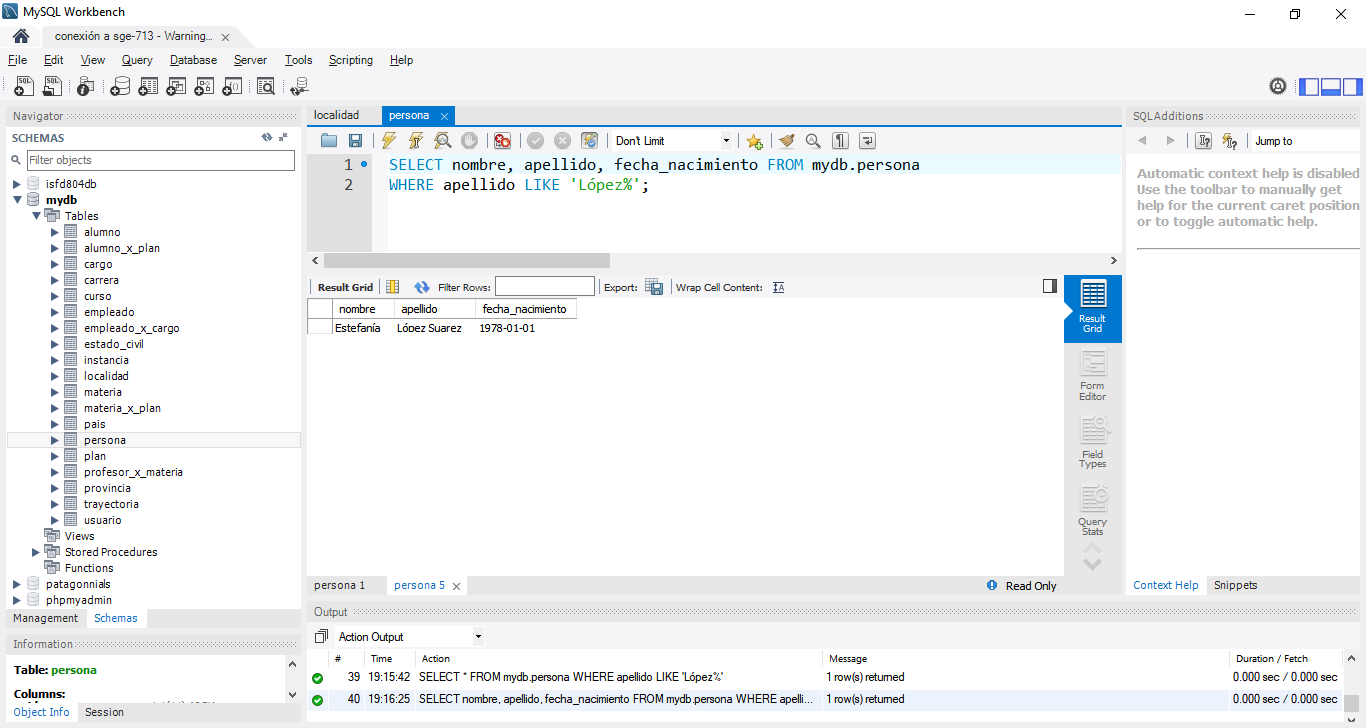 MySQL Workbench
conexión a sge-713 - Warning...
File Edit View Query Database Server Tools Scripting Help
Navigator
SCHEMAS
Filter objects
isfd804db
mydb
Tables
alumno
alumno_x_plan
cargo
carrera
curso
empleado
empleado_x_cargo
estado_civil
instancia
localidad
materia
materia_x_plan
pais
persona
plan
profesor_x_materia
provincia
trayectoria
usuario
Views
Stored Procedures
Functions
patagonnials
phpmyadmin
Management Schemas
Information
Table: persona
Columns:
Object Info Session
localidad persona
Don't Limit
1 SELECT nombre, apellido, fecha_nacimiento FROM mydb.persona
2 WHERE apellido LIKE 'López%';
Result Grid Filter Rows: Export: Wrap Cell Content:
nombre apellido fecha_nacimiento
Estefanía López Suarez 1978-01-01
Result
Grid
Form
Editor
Field
Types
Query
Stats
persona 1 persona 5 Read Only
SQLAdditions
Jump to
Automatic context help is disabled
Use the toolbar to manually get
help for the current caret position
or to toggle automatic help.
Context Help Snippets
Output
Action Output
# Time Action Message Duration / Fetch
39 19:15:42 SELECT * FROM mydb.persona WHERE apellido LIKE 'López%' 1 row(s) returned 0.000 sec / 0.000 sec
40 19:16:25 SELECT nombre, apellido, fecha_nacimiento FROM mydb.persona WHERE apelli... 1 row(s) returned 0.000 sec / 0.000 sec